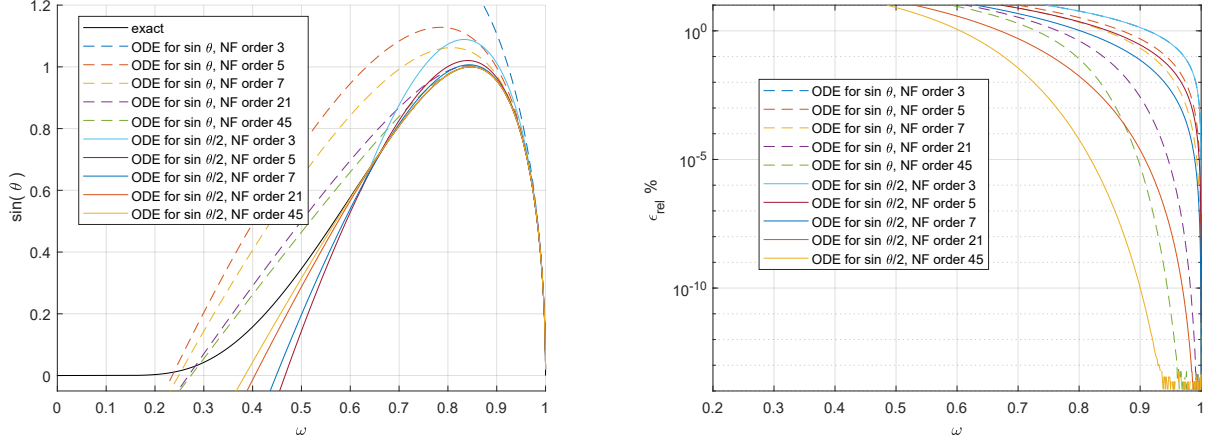 1.2
1
0.8
0.6
0.4
0.2
0
sin( θ )
exact
ODE for sin θ, NF order 3
ODE for sin θ, NF order 5
ODE for sin θ, NF order 7
ODE for sin θ, NF order 21
ODE for sin θ, NF order 45
ODE for sin θ/2, NF order 3
ODE for sin θ/2, NF order 5
ODE for sin θ/2, NF order 7
ODE for sin θ/2, NF order 21
ODE for sin θ/2, NF order 45
0 0.1 0.2 0.3 0.4 0.5 0.6 0.7 0.8 0.9 1
ω
10^0
10^-5
10^-10
ϵ_rel %
ODE for sin θ, NF order 3
ODE for sin θ, NF order 5
ODE for sin θ, NF order 7
ODE for sin θ, NF order 21
ODE for sin θ, NF order 45
ODE for sin θ/2, NF order 3
ODE for sin θ/2, NF order 5
ODE for sin θ/2, NF order 7
ODE for sin θ/2, NF order 21
ODE for sin θ/2, NF order 45
0.2 0.3 0.4 0.5 0.6 0.7 0.8 0.9 1
ω